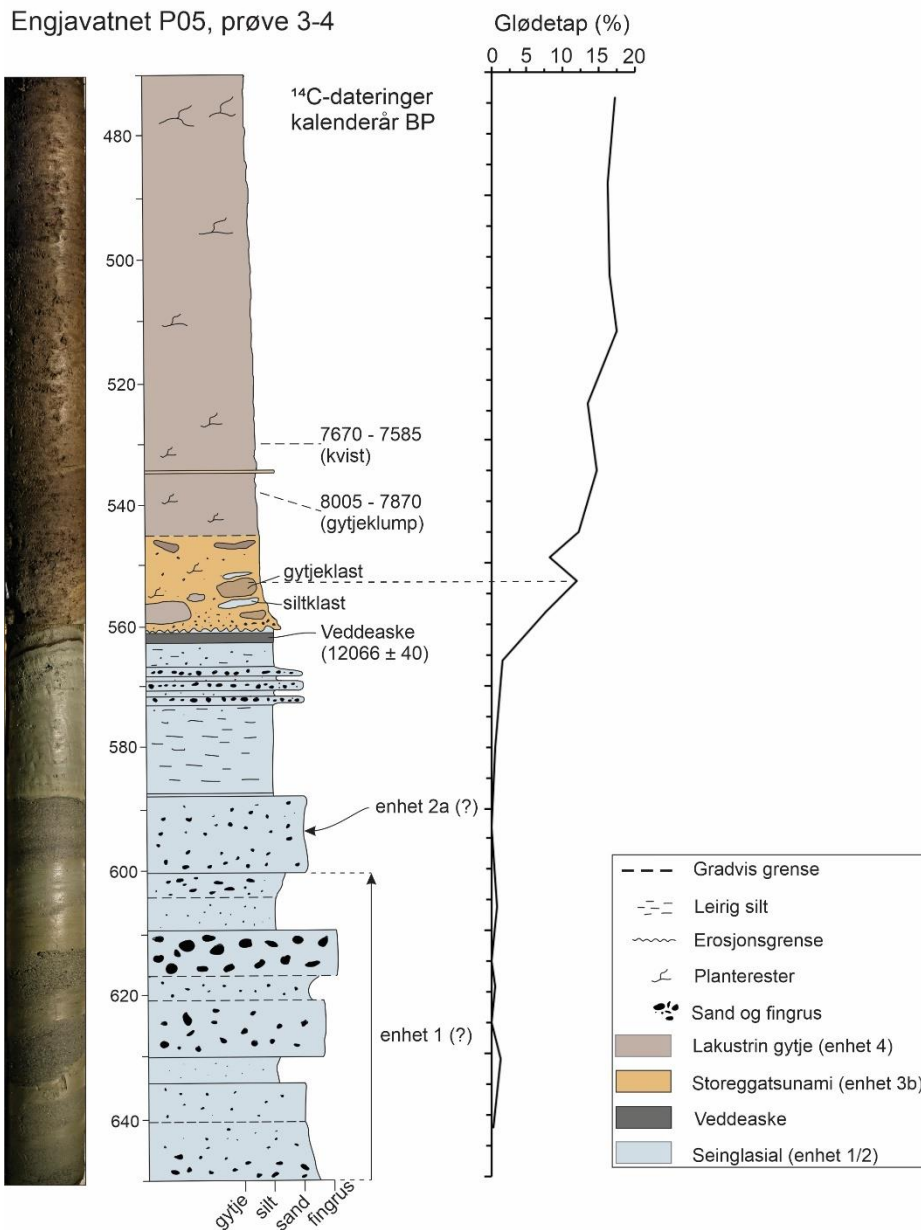 Engjavatnet P05, prøve 3-4
Glødetap (%)
0 5 10 15 20
¹⁴C-dateringer
kalenderår BP
480
500
520
7670 - 7585
(kvist)
8005 - 7870
(gytjeklump)
540
gytjeklast
siltklast
560
Veddeaske
(12066 ± 40)
580
enhet 2a (?)
600
620
enhet 1 (?)
640
gytje
silt
sand
fingrus
Gradvis grense
Leirig silt
Erosjonsgrense
Planterester
Sand og fingrus
Lakustrin gytje (enhet 4)
Storeggatsunami (enhet 3b)
Veddeaske
Seinglasial (enhet 1/2)